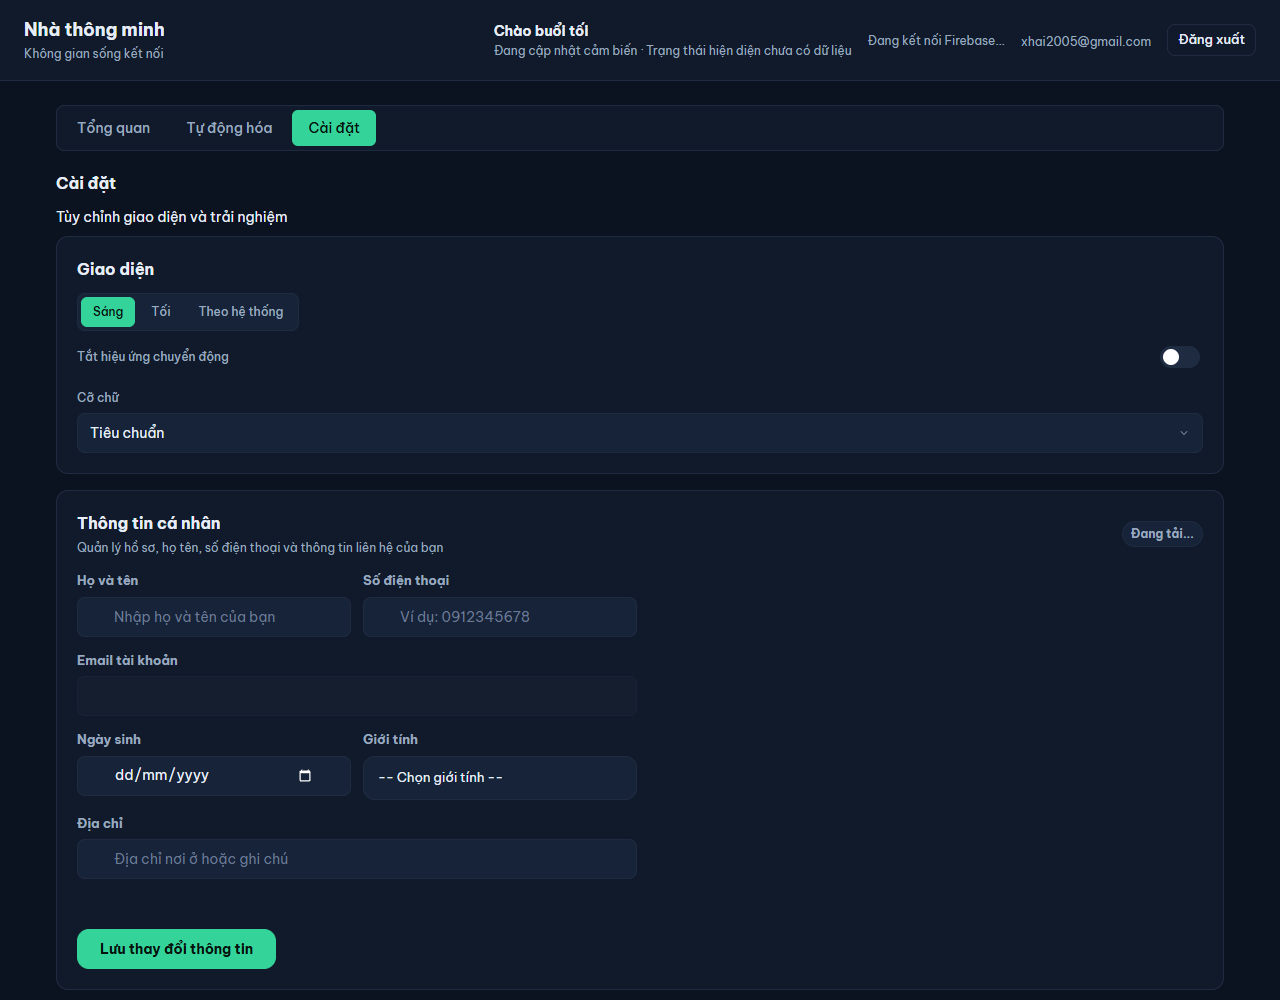 Nhà thông minh
Không gian sống kết nối
Chào buổi tối
Đang cập nhật cảm biến · Trạng thái hiện diện chưa có dữ liệu
Đang kết nối Firebase...
xhai2005@gmail.com
Đăng xuất
Tổng quan
Tự động hóa
Cài đặt
Cài đặt
Tùy chỉnh giao diện và trải nghiệm
Giao diện
Sáng
Tối
Theo hệ thống
Tắt hiệu ứng chuyển động
Cỡ chữ
Tiêu chuẩn
Thông tin cá nhân
Quản lý hồ sơ, họ tên, số điện thoại và thông tin liên hệ của bạn
Đang tải...
Họ và tên
Số điện thoại
Nhập họ và tên của bạn
Ví dụ: 0912345678
Email tài khoản
Ngày sinh
Giới tính
dd/mm/yyyy
-- Chọn giới tính --
Địa chỉ
Địa chỉ nơi ở hoặc ghi chú
Lưu thay đổi thông tin